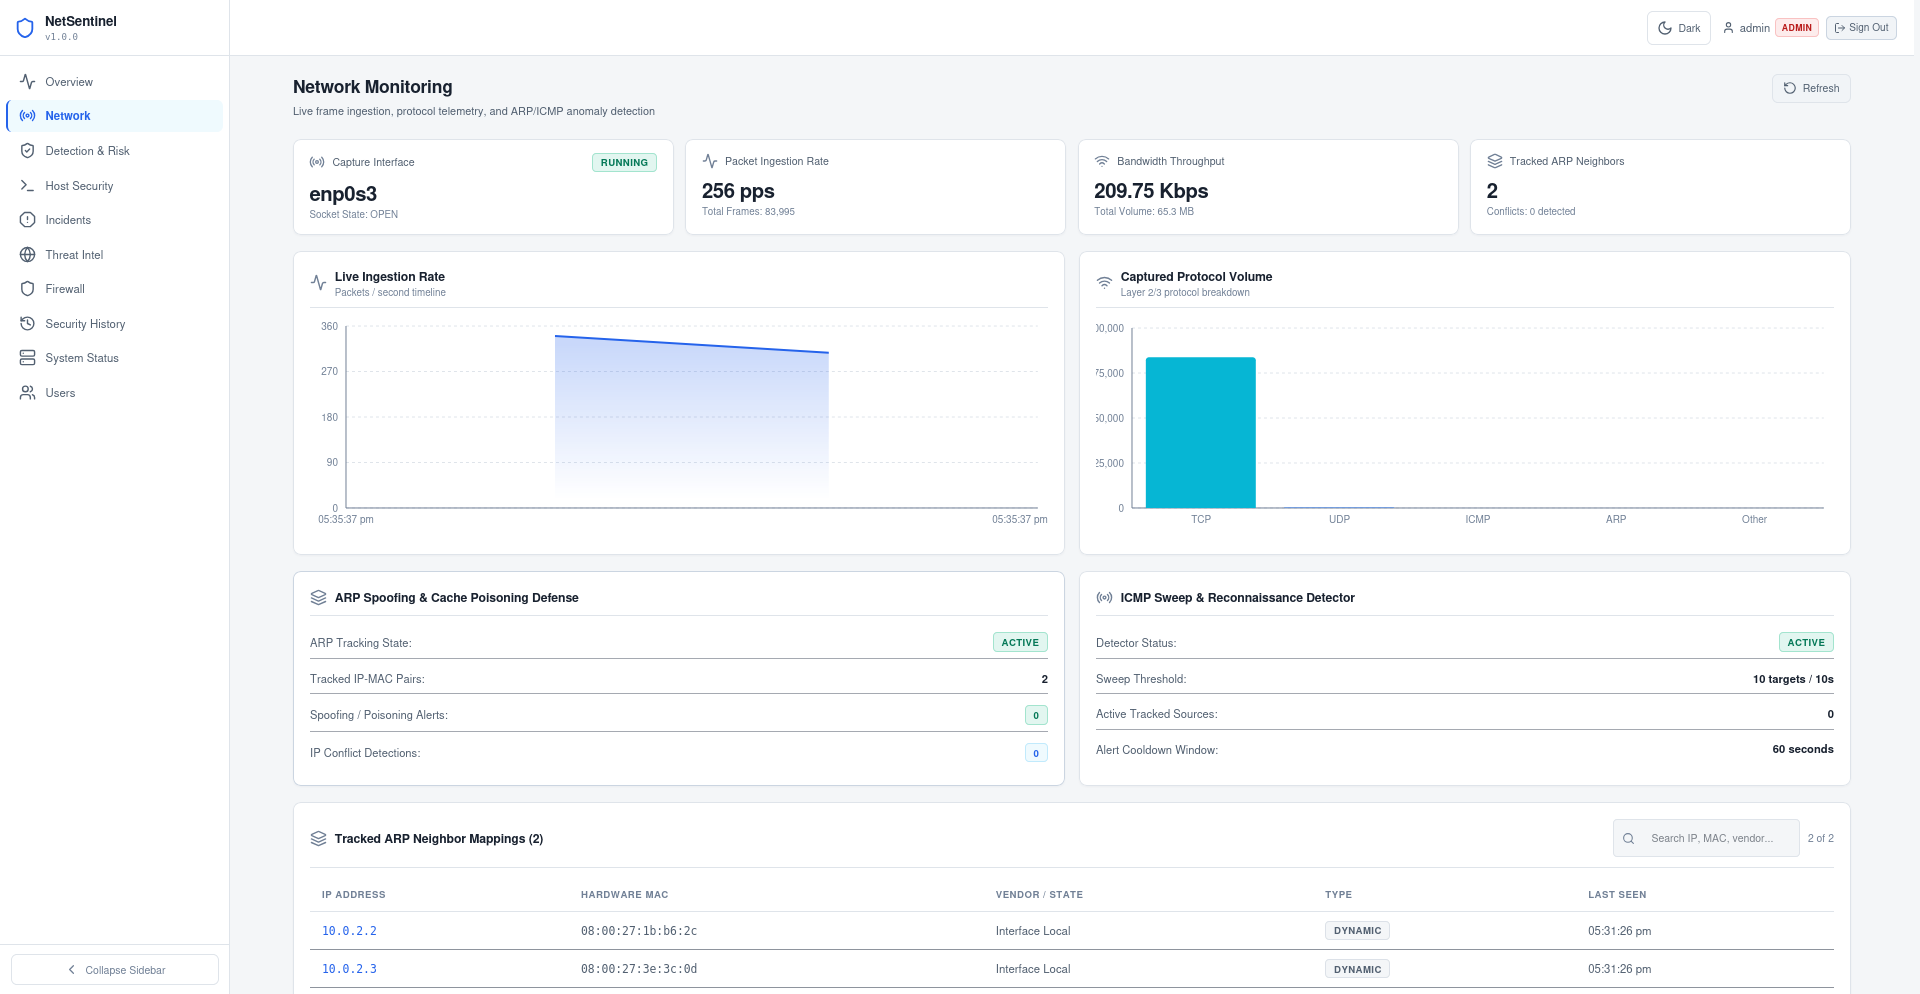 NetSentinel
v1.0.0
Dark
admin
ADMIN
Sign Out
Overview
Network
Detection & Risk
Host Security
Incidents
Threat Intel
Firewall
Security History
System Status
Users
Collapse Sidebar
Network Monitoring
Live frame ingestion, protocol telemetry, and ARP/ICMP anomaly detection
Refresh
Capture Interface
RUNNING
enp0s3
Socket State: OPEN
Packet Ingestion Rate
256 pps
Total Frames: 83,995
Bandwidth Throughput
209.75 Kbps
Total Volume: 65.3 MB
Tracked ARP Neighbors
2
Conflicts: 0 detected
Live Ingestion Rate
Packets / second timeline
360
270
180
90
0
05:35:37 pm
05:35:37 pm
Captured Protocol Volume
Layer 2/3 protocol breakdown
00,000
75,000
50,000
25,000
0
TCP
UDP
ICMP
ARP
Other
ARP Spoofing & Cache Poisoning Defense
ARP Tracking State:
ACTIVE
Tracked IP-MAC Pairs:
2
Spoofing / Poisoning Alerts:
0
IP Conflict Detections:
0
ICMP Sweep & Reconnaissance Detector
Detector Status:
ACTIVE
Sweep Threshold:
10 targets / 10s
Active Tracked Sources:
0
Alert Cooldown Window:
60 seconds
Tracked ARP Neighbor Mappings (2)
Search IP, MAC, vendor...
2 of 2
IP ADDRESS
HARDWARE MAC
VENDOR / STATE
TYPE
LAST SEEN
10.0.2.2
08:00:27:1b:b6:2c
Interface Local
DYNAMIC
05:31:26 pm
10.0.2.3
08:00:27:3e:3c:0d
Interface Local
DYNAMIC
05:31:26 pm